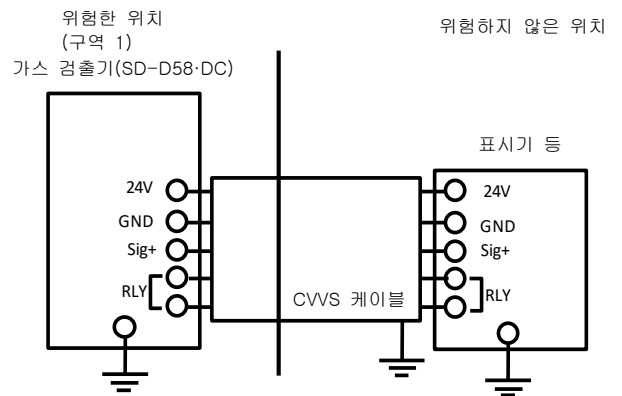 위험한 위치
(구역 1)
가스 검출기(SD-D58·DC)
위험하지 않은 위치
표시기 등
24V
GND
Sig+
RLY
CVVS 케이블
24V
GND
Sig+
RLY